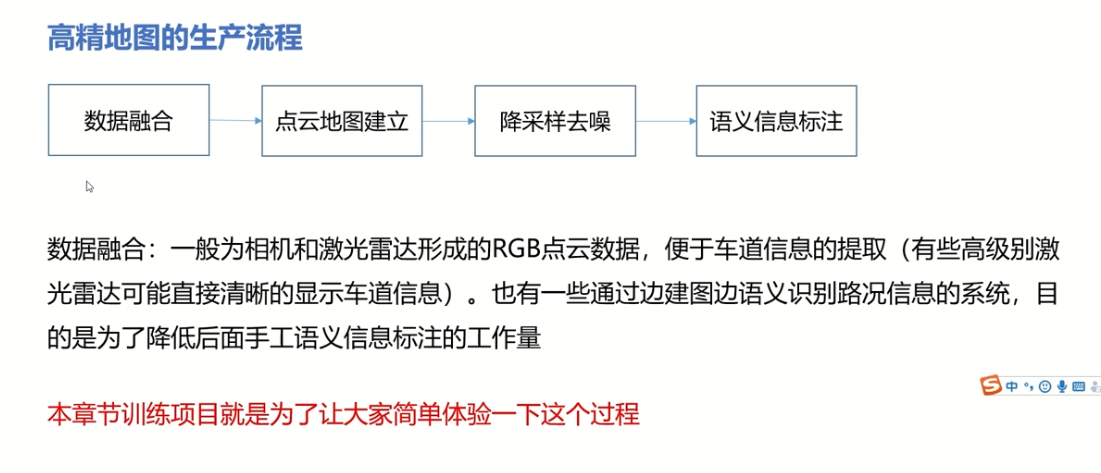 高精地图的生产流程
数据融合
点云地图建立
降采样去噪
语义信息标注
数据融合：一般为相机和激光雷达形成的RGB点云数据，便于车道信息的提取（有些高级别激
光雷达可能直接清晰的显示车道信息）。也有一些通过边建图边语义识别路况信息的系统，目
的是为了降低后面手工语义信息标注的工作量
中
本章节训练项目就是为了让大家简单体验一下这个过程